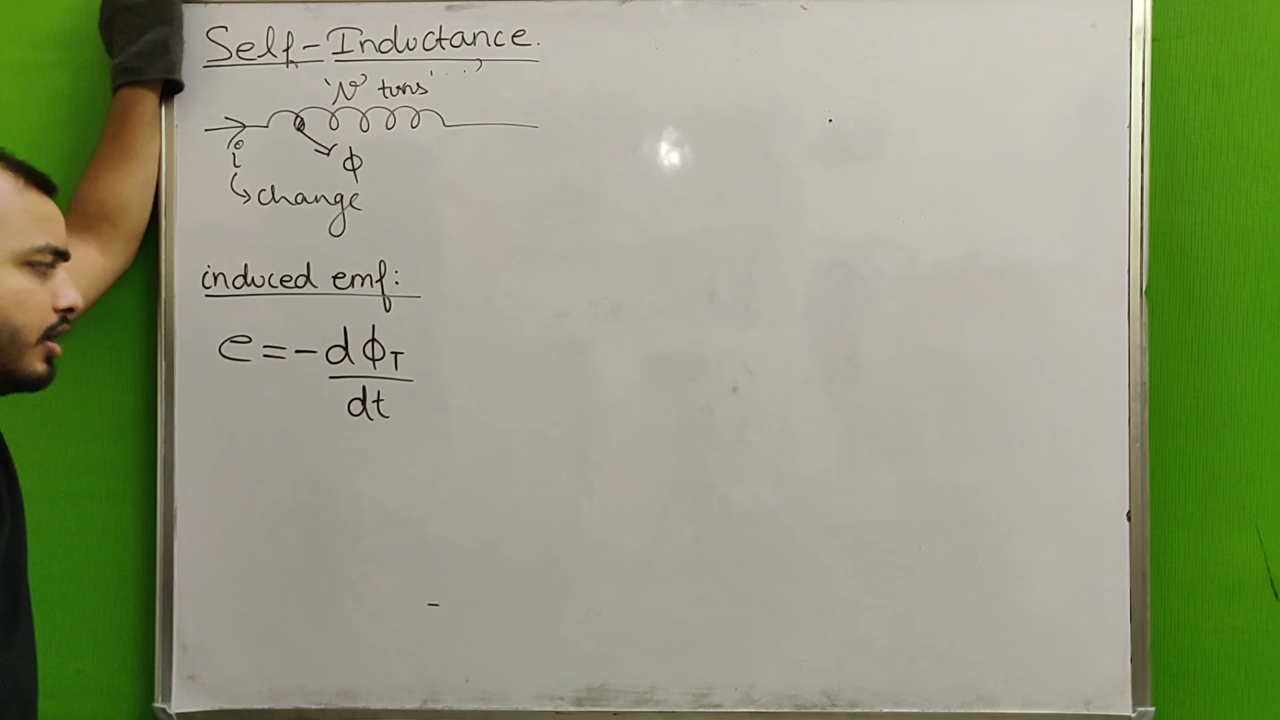 Self-Inductance.
'N' turns
i
ϕ
↳change
induced emf:
e = - dϕT
dt